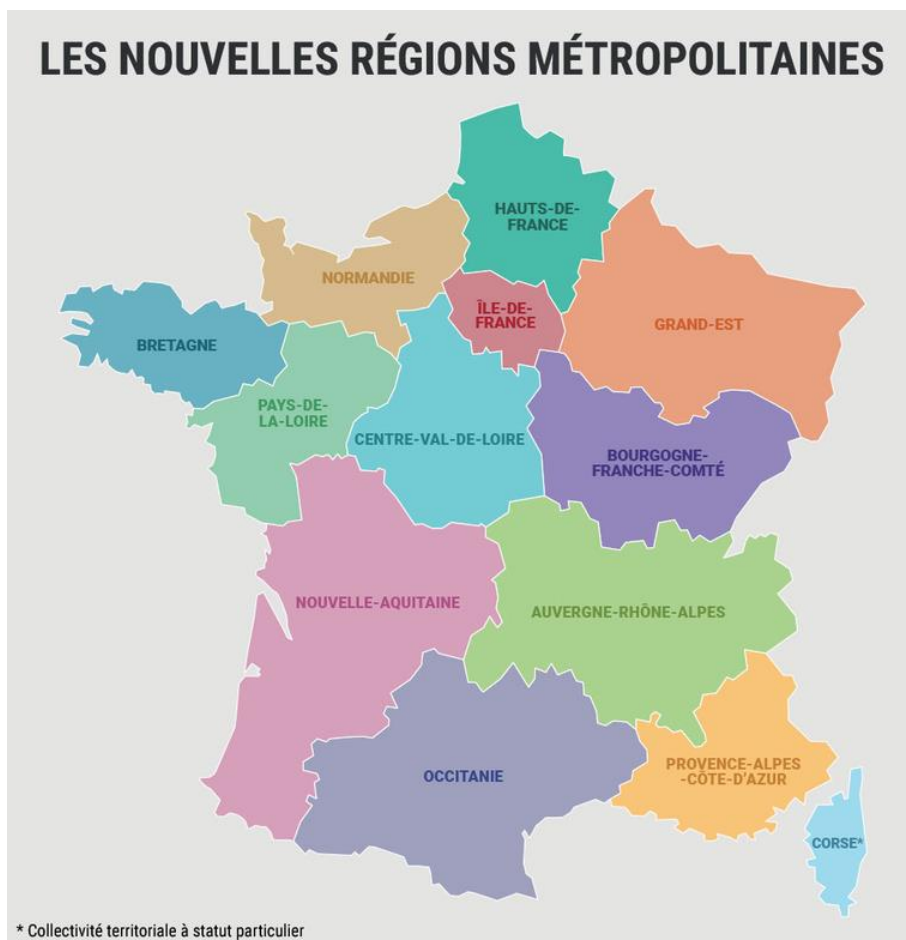 LES NOUVELLES RÉGIONS MÉTROPOLITAINES
HAUTS-DE-
FRANCE
NORMANDIE
ÎLE-DE-
FRANCE
GRAND-EST
BRETAGNE
PAYS-DE-
LA-LOIRE
CENTRE-VAL-DE-LOIRE
BOURGOGNE-
FRANCHE-COMTÉ
NOUVELLE-AQUITAINE
AUVERGNE-RHÔNE-ALPES
OCCITANIE
PROVENCE-ALPES
-CÔTE-D'AZUR
CORSE*
* Collectivité territoriale à statut particulier